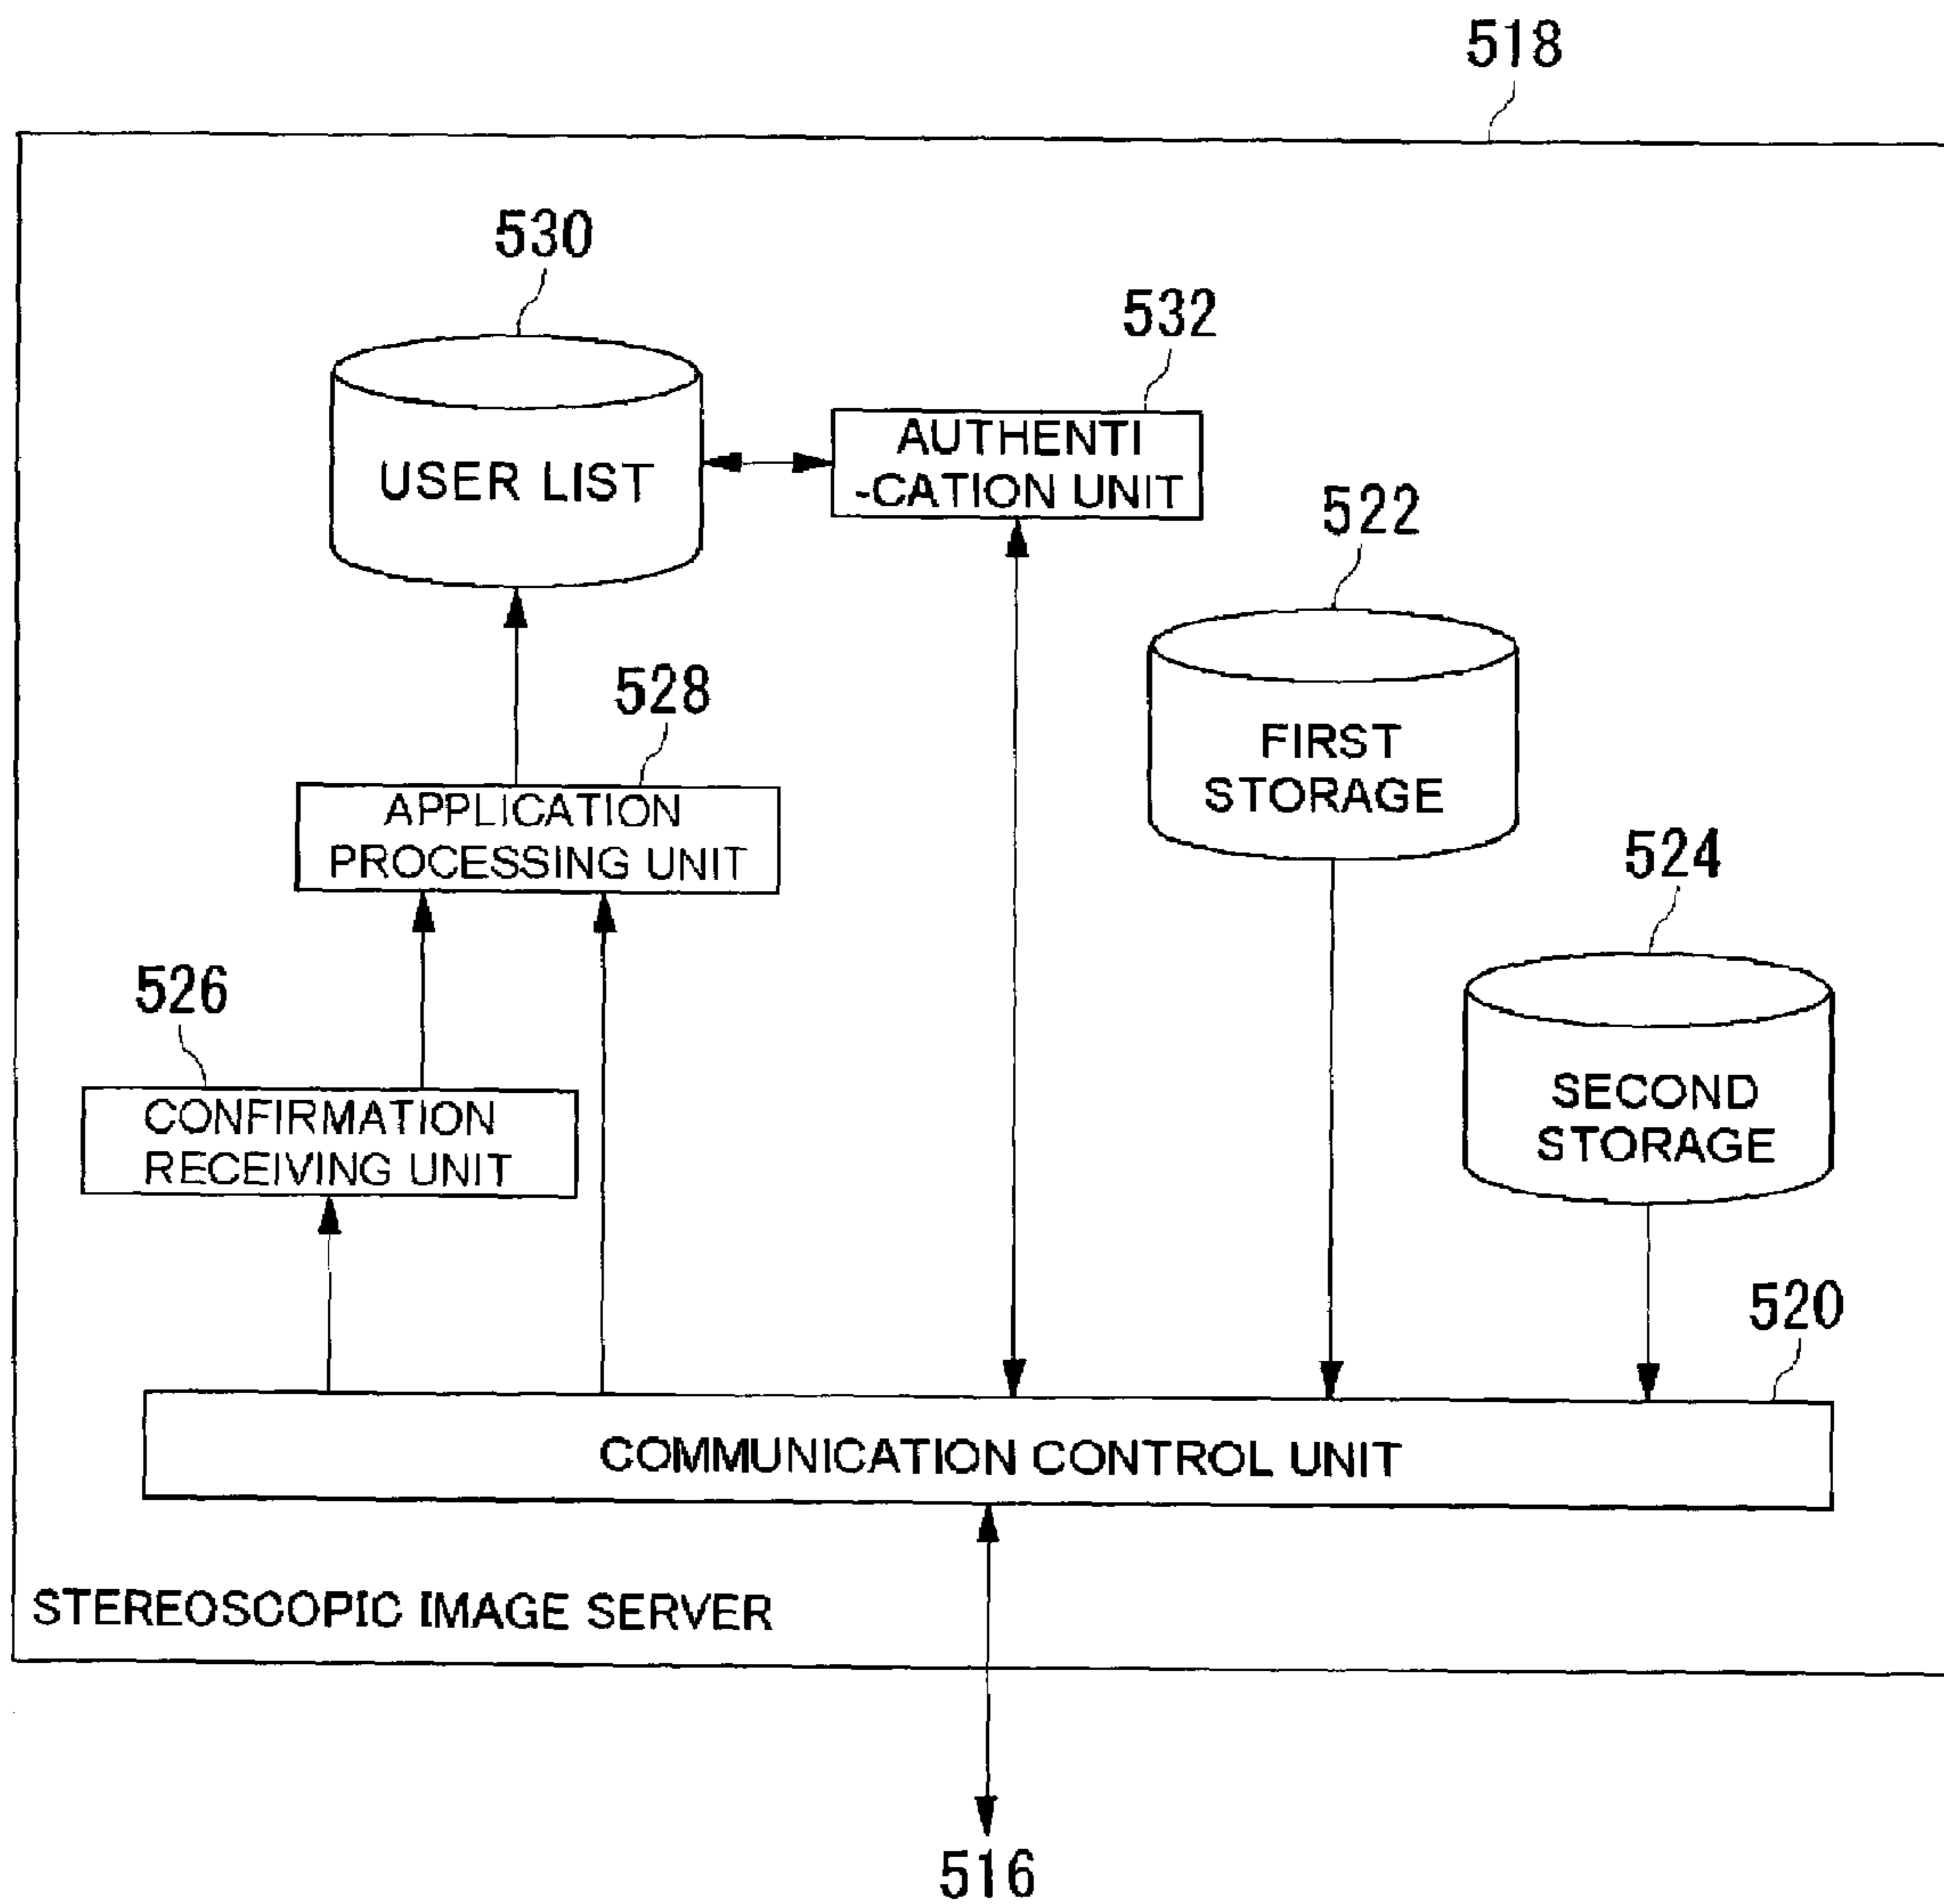 518
530
532
AUTHENTI
-CATION UNIT
USER LIST
522
528
FIRST
STORAGE
APPLICATION
PROCESSING UNIT
524
526
SECOND
STORAGE
CONFIRMATION
RECEIVING UNIT
520
COMMUNICATION CONTROL UNIT
STEREOSCOPIC IMAGE SERVER
516